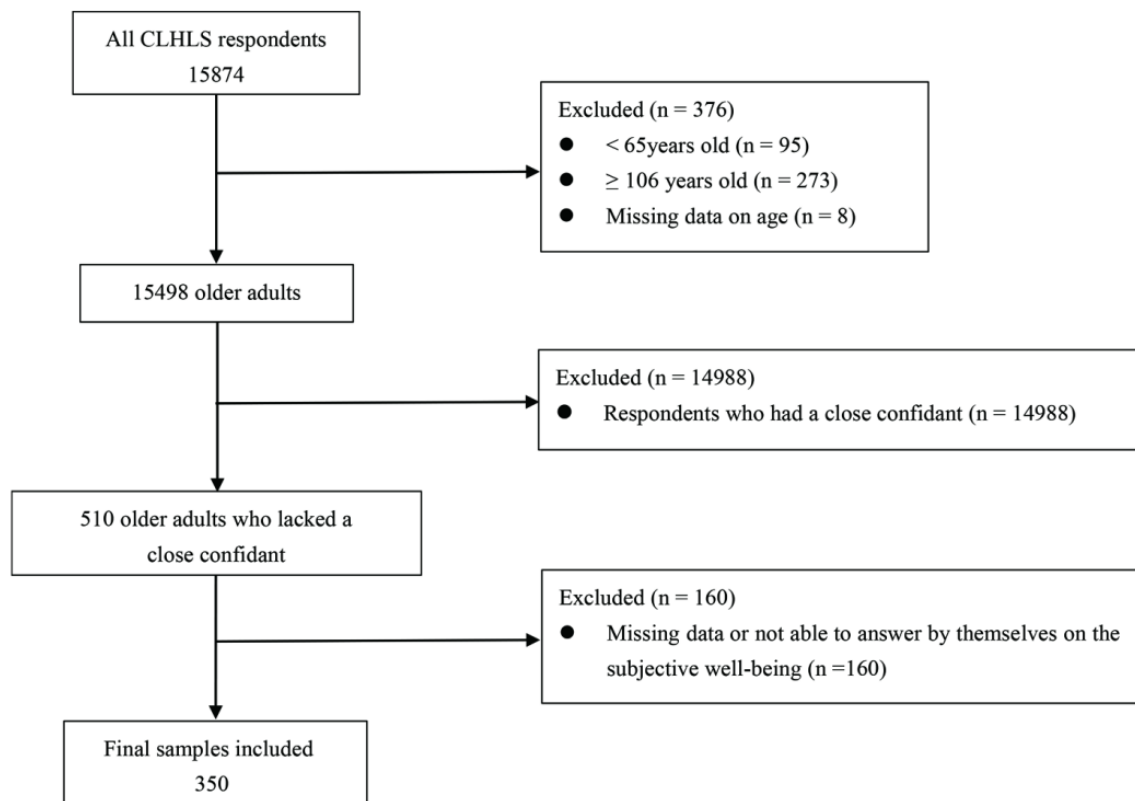 All CLHLS respondents
15874
Excluded (n = 376)
● < 65years old (n = 95)
● ≥ 106 years old (n = 273)
● Missing data on age (n = 8)
15498 older adults
Excluded (n = 14988)
● Respondents who had a close confidant (n = 14988)
510 older adults who lacked a
close confidant
Excluded (n = 160)
● Missing data or not able to answer by themselves on the
subjective well-being (n =160)
Final samples included
350